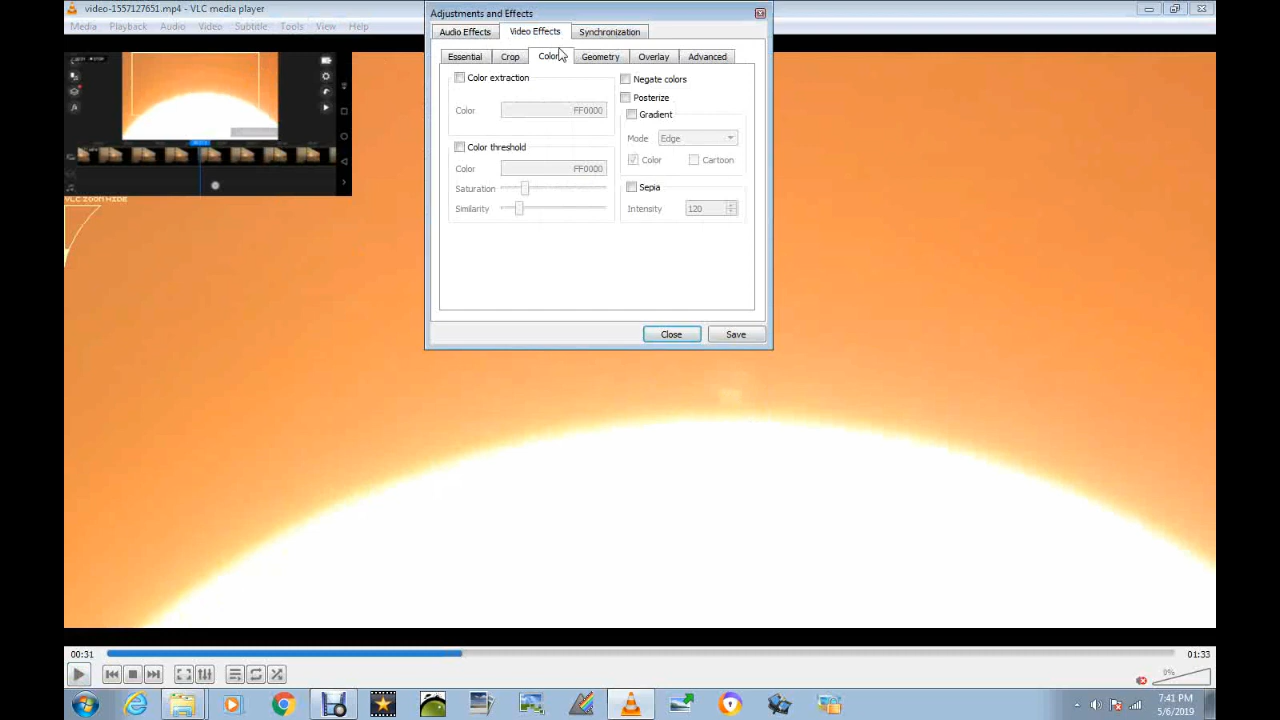 video-1557127651.mp4 - VLC media player
Media Playback Audio Video Subtitle Tools View Help
VLC ZOOM HIDE
Adjustments and Effects
Audio Effects Video Effects Synchronization
Essential Crop Colors Geometry Overlay Advanced
Color extraction
Color FF0000
Color threshold
Color FF0000
Saturation
Similarity
Negate colors
Posterize
Gradient
Mode Edge
Color Cartoon
Sepia
Intensity 120
Close Save
00:31 01:33
0%
7:41 PM
5/6/2019